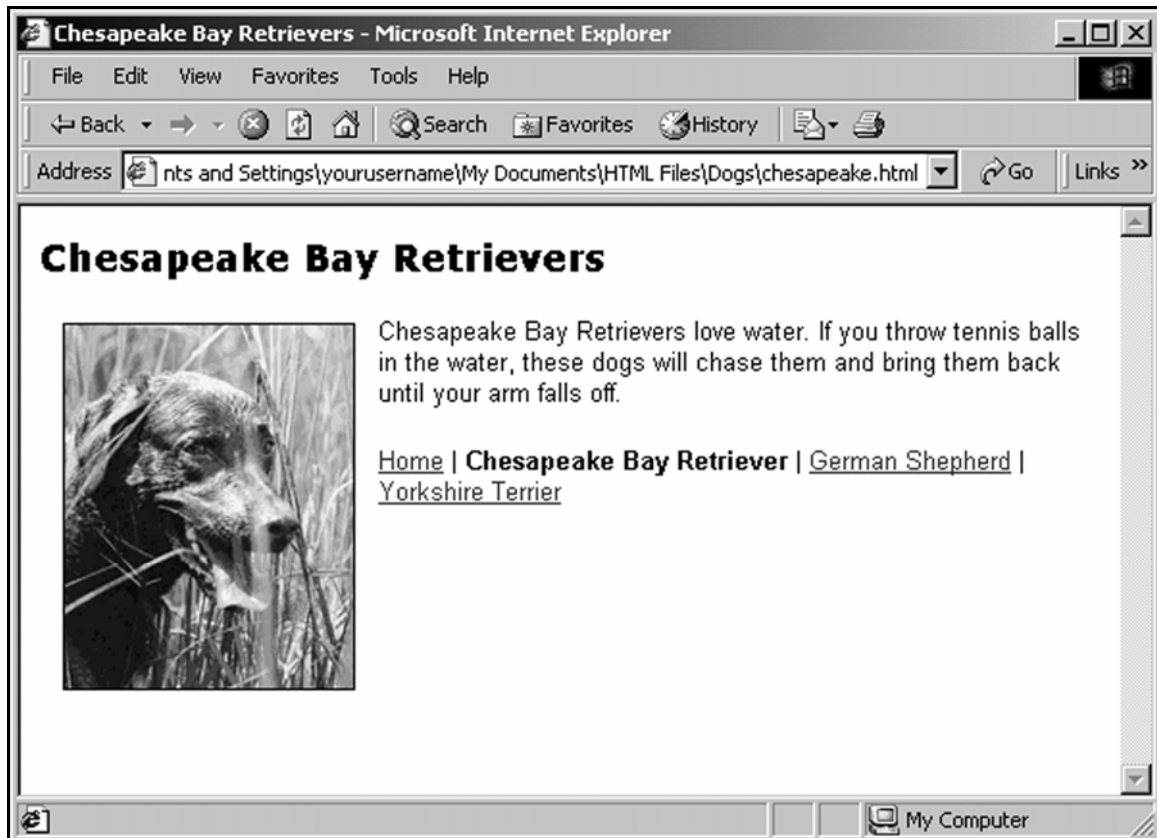 Chesapeake Bay Retrievers - Microsoft Internet Explorer
File Edit View Favorites Tools Help
Back Search Favorites History
Address nts and Settings\yourusername\My Documents\HTML Files\Dogs\chesapeake.html Go Links »
Chesapeake Bay Retrievers
Chesapeake Bay Retrievers love water. If you throw tennis balls
in the water, these dogs will chase them and bring them back
until your arm falls off.
Home | Chesapeake Bay Retriever | German Shepherd |
Yorkshire Terrier
My Computer